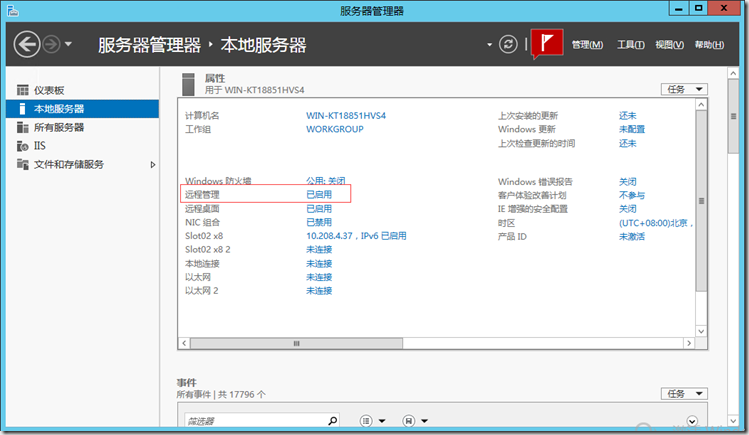 服务器管理器
服务器管理器 ▸ 本地服务器
管理(M) 工具(T) 视图(V) 帮助(H)
仪表板
本地服务器
所有服务器
IIS
文件和存储服务
属性
用于 WIN-KT18851HVS4
任务
计算机名 WIN-KT18851HVS4 上次安装的更新 还未
工作组 WORKGROUP Windows 更新 未配置
上次检查更新的时间 还未
Windows 防火墙 公用: 关闭 Windows 错误报告 关闭
远程管理 已启用 客户体验改善计划 不参与
远程桌面 已启用 IE 增强的安全配置 关闭
NIC 组合 已禁用 时区 (UTC+08:00)北京，
Slot02 x8 10.208.4.37，IPv6 已启用 产品 ID 未激活
Slot02 x8 2 未连接
本地连接 未连接
以太网 未连接
以太网 2 未连接
事件
所有事件 | 共 17796 个
任务
筛选器